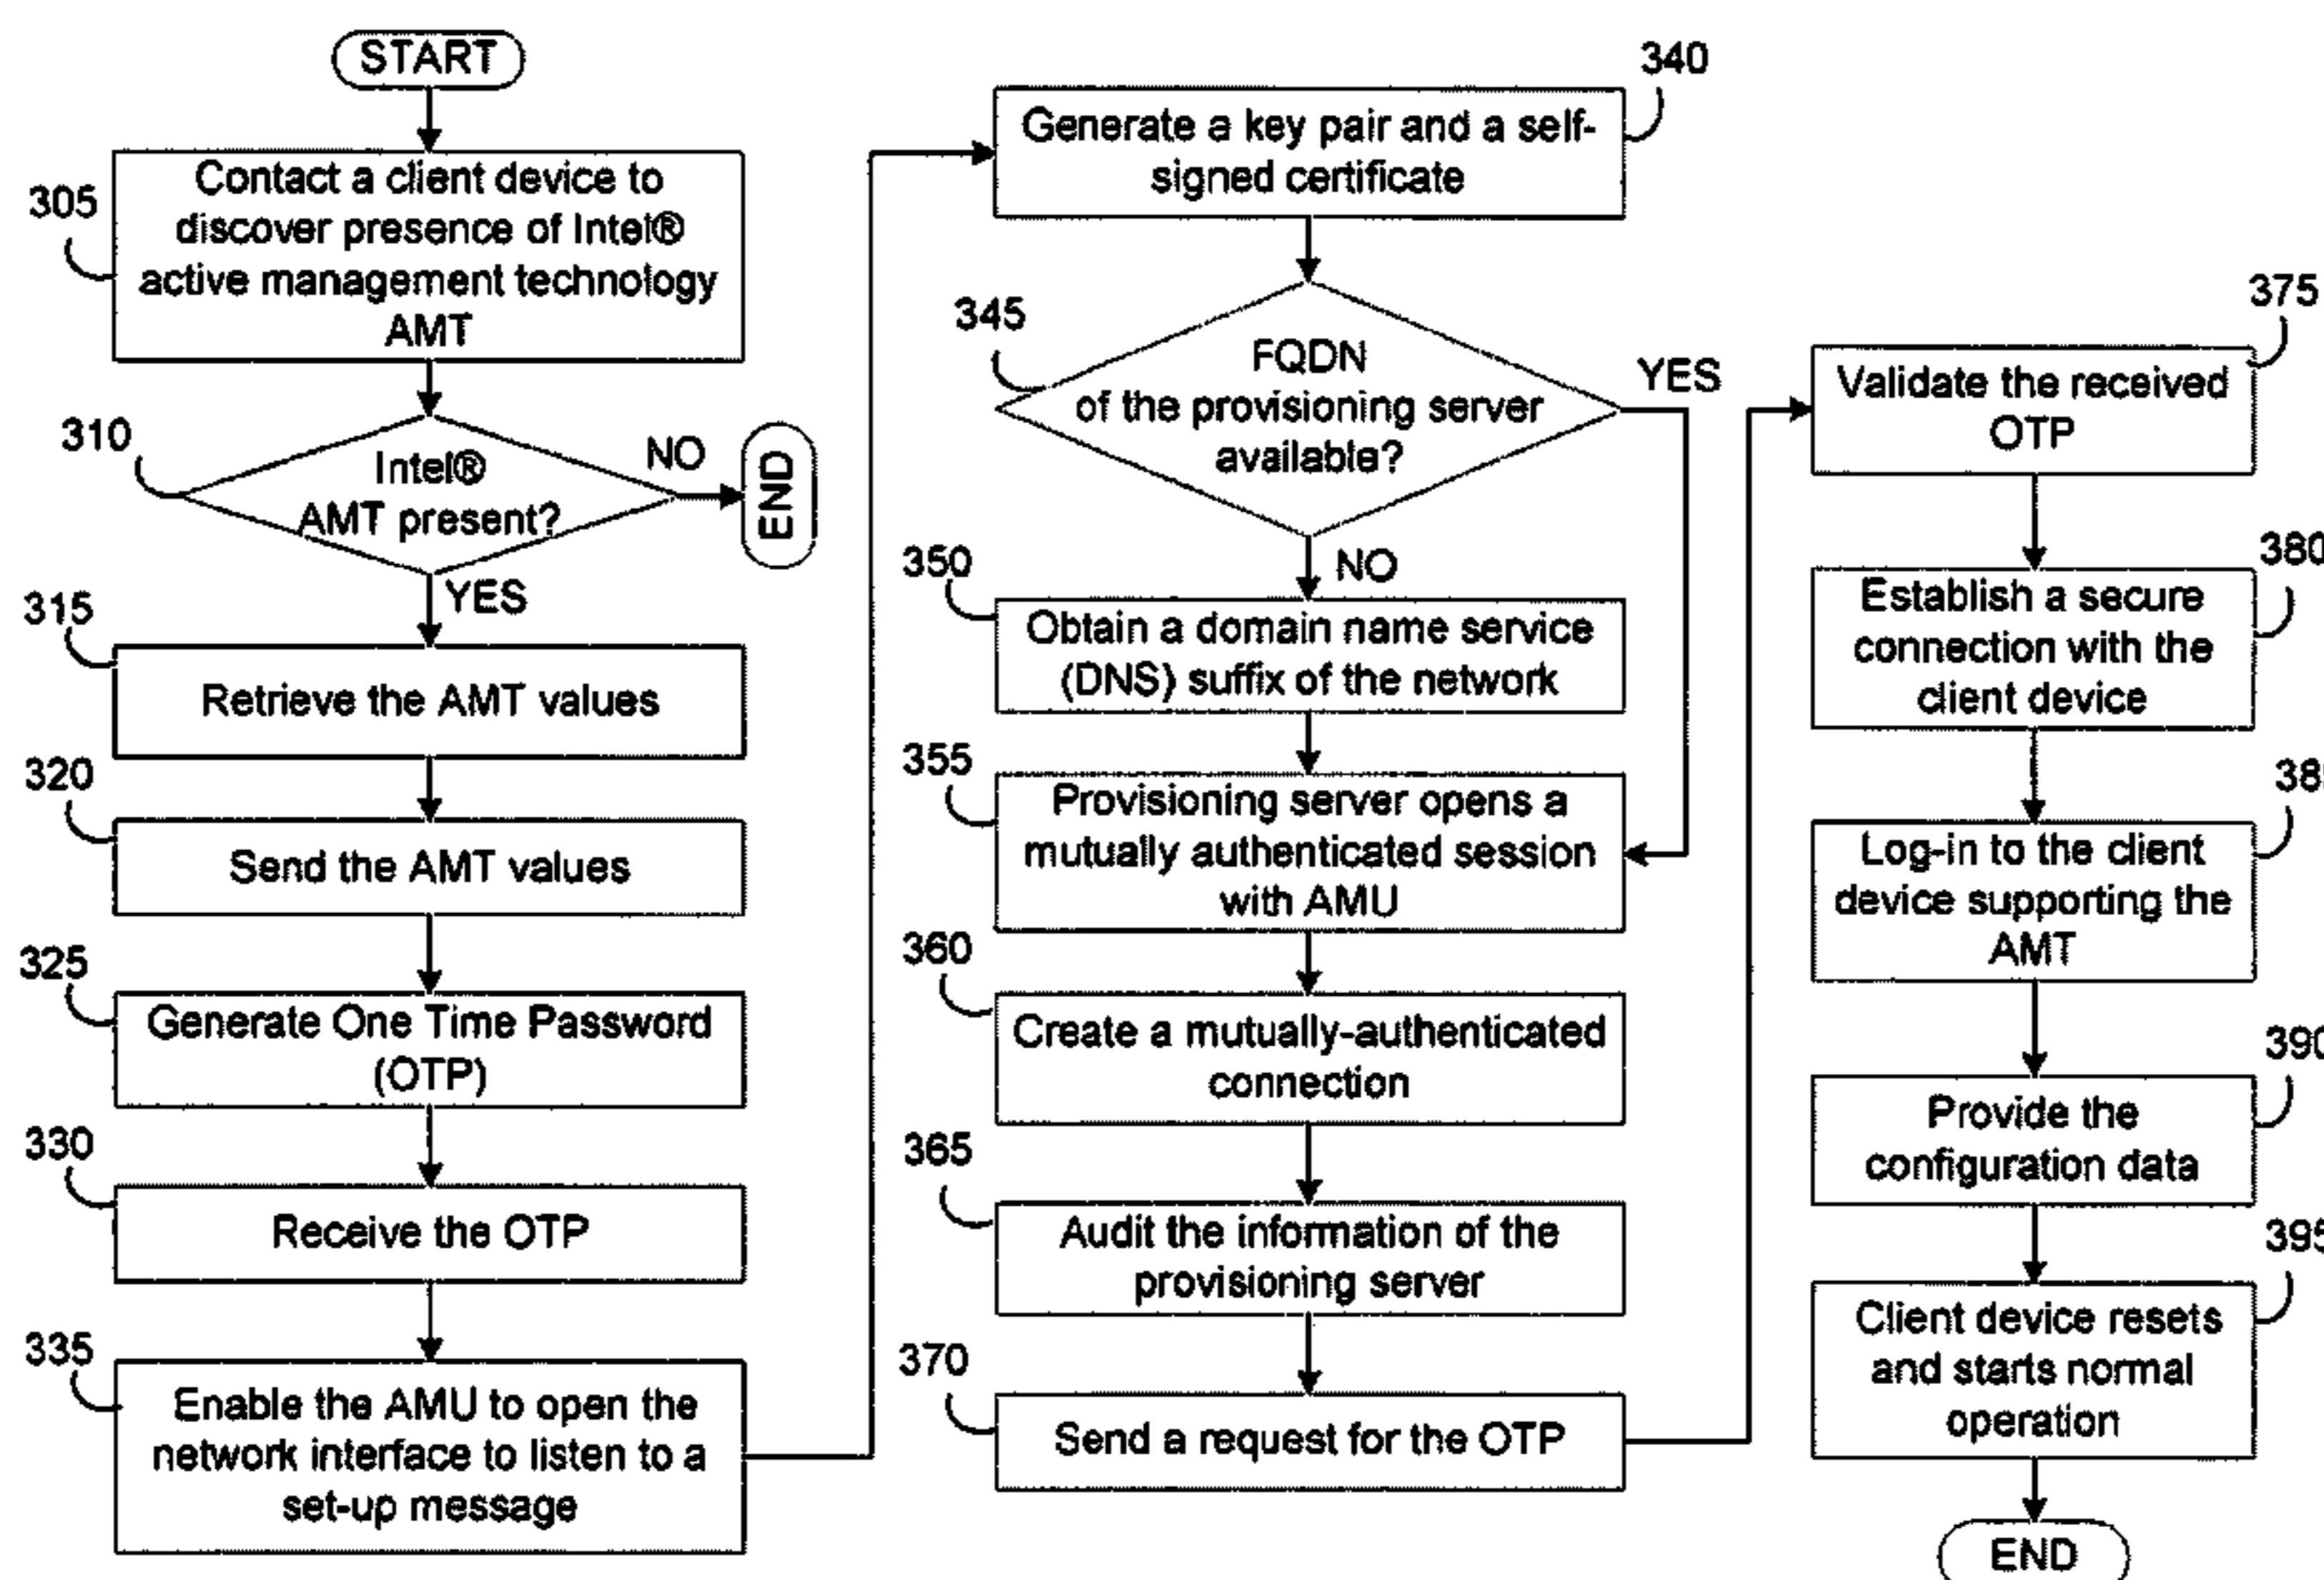 START
305
Contact a client device to
discover presence of Intel®
active management technology
AMT
310
Intel®
AMT present?
NO
END
YES
315
Retrieve the AMT values
320
Send the AMT values
325
Generate One Time Password
(OTP)
330
Receive the OTP
335
Enable the AMU to open the
network interface to listen to a
set-up message
340
Generate a key pair and a self-
signed certificate
345
FQDN
of the provisioning server
available?
YES
NO
350
Obtain a domain name service
(DNS) suffix of the network
355
Provisioning server opens a
mutually authenticated session
with AMU
360
Create a mutually-authenticated
connection
365
Audit the information of the
provisioning server
370
Send a request for the OTP
375
Validate the received
OTP
380
Establish a secure
connection with the
client device
38
Log-in to the client
device supporting the
AMT
390
Provide the
configuration data
395
Client device resets
and starts normal
operation
END